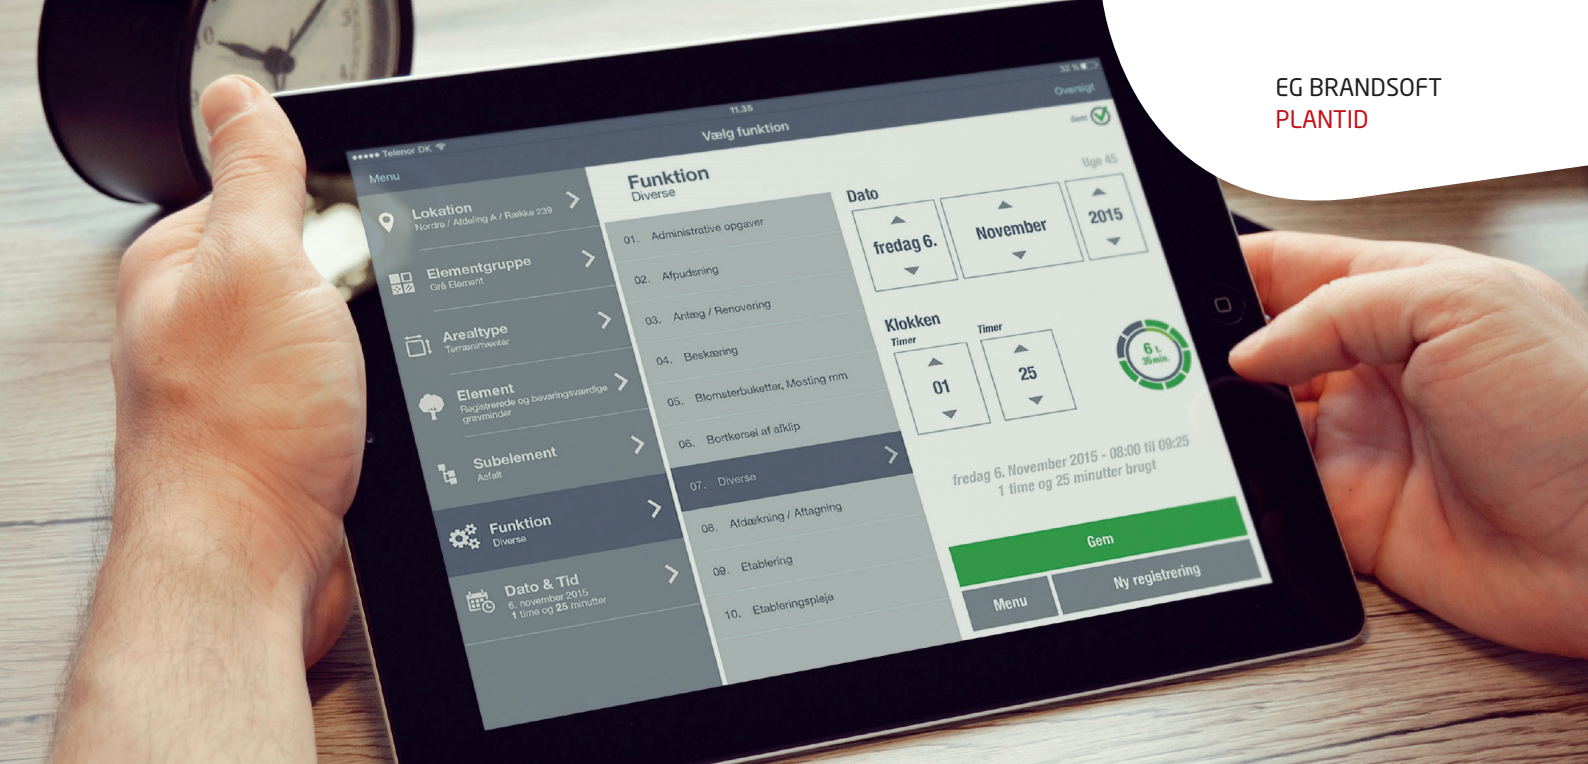 EG BRANDSOFT
PLANTID
Telenor DK
11.35
32 %
Menu
Vælg funktion
Oversigt
Lokation
Nordre / Afdeling A / Række 239
Elementgruppe
Grå Element
Arealtype
Terræninventar
Element
Registrerede og bevaringsværdige
gravminder
Subelement
Asfalt
Funktion
Diverse
Dato & Tid
6. november 2015
1 time og 25 minutter
Funktion
Diverse
01. Administrative opgaver
02. Afpudsning
03. Anlæg / Renovering
04. Beskæring
05. Blomsterbuketter, Mosting mm
06. Bortkørsel af afklip
07. Diverse
08. Afdækning / Aftagning
09. Etablering
10. Etableringspleje
Gemt
Dato
Uge 45
fredag 6.
November
2015
Klokken
Timer
Timer
01
25
6 t.
35 min.
fredag 6. November 2015 - 08:00 til 09:25
1 time og 25 minutter brugt
Gem
Menu
Ny registrering